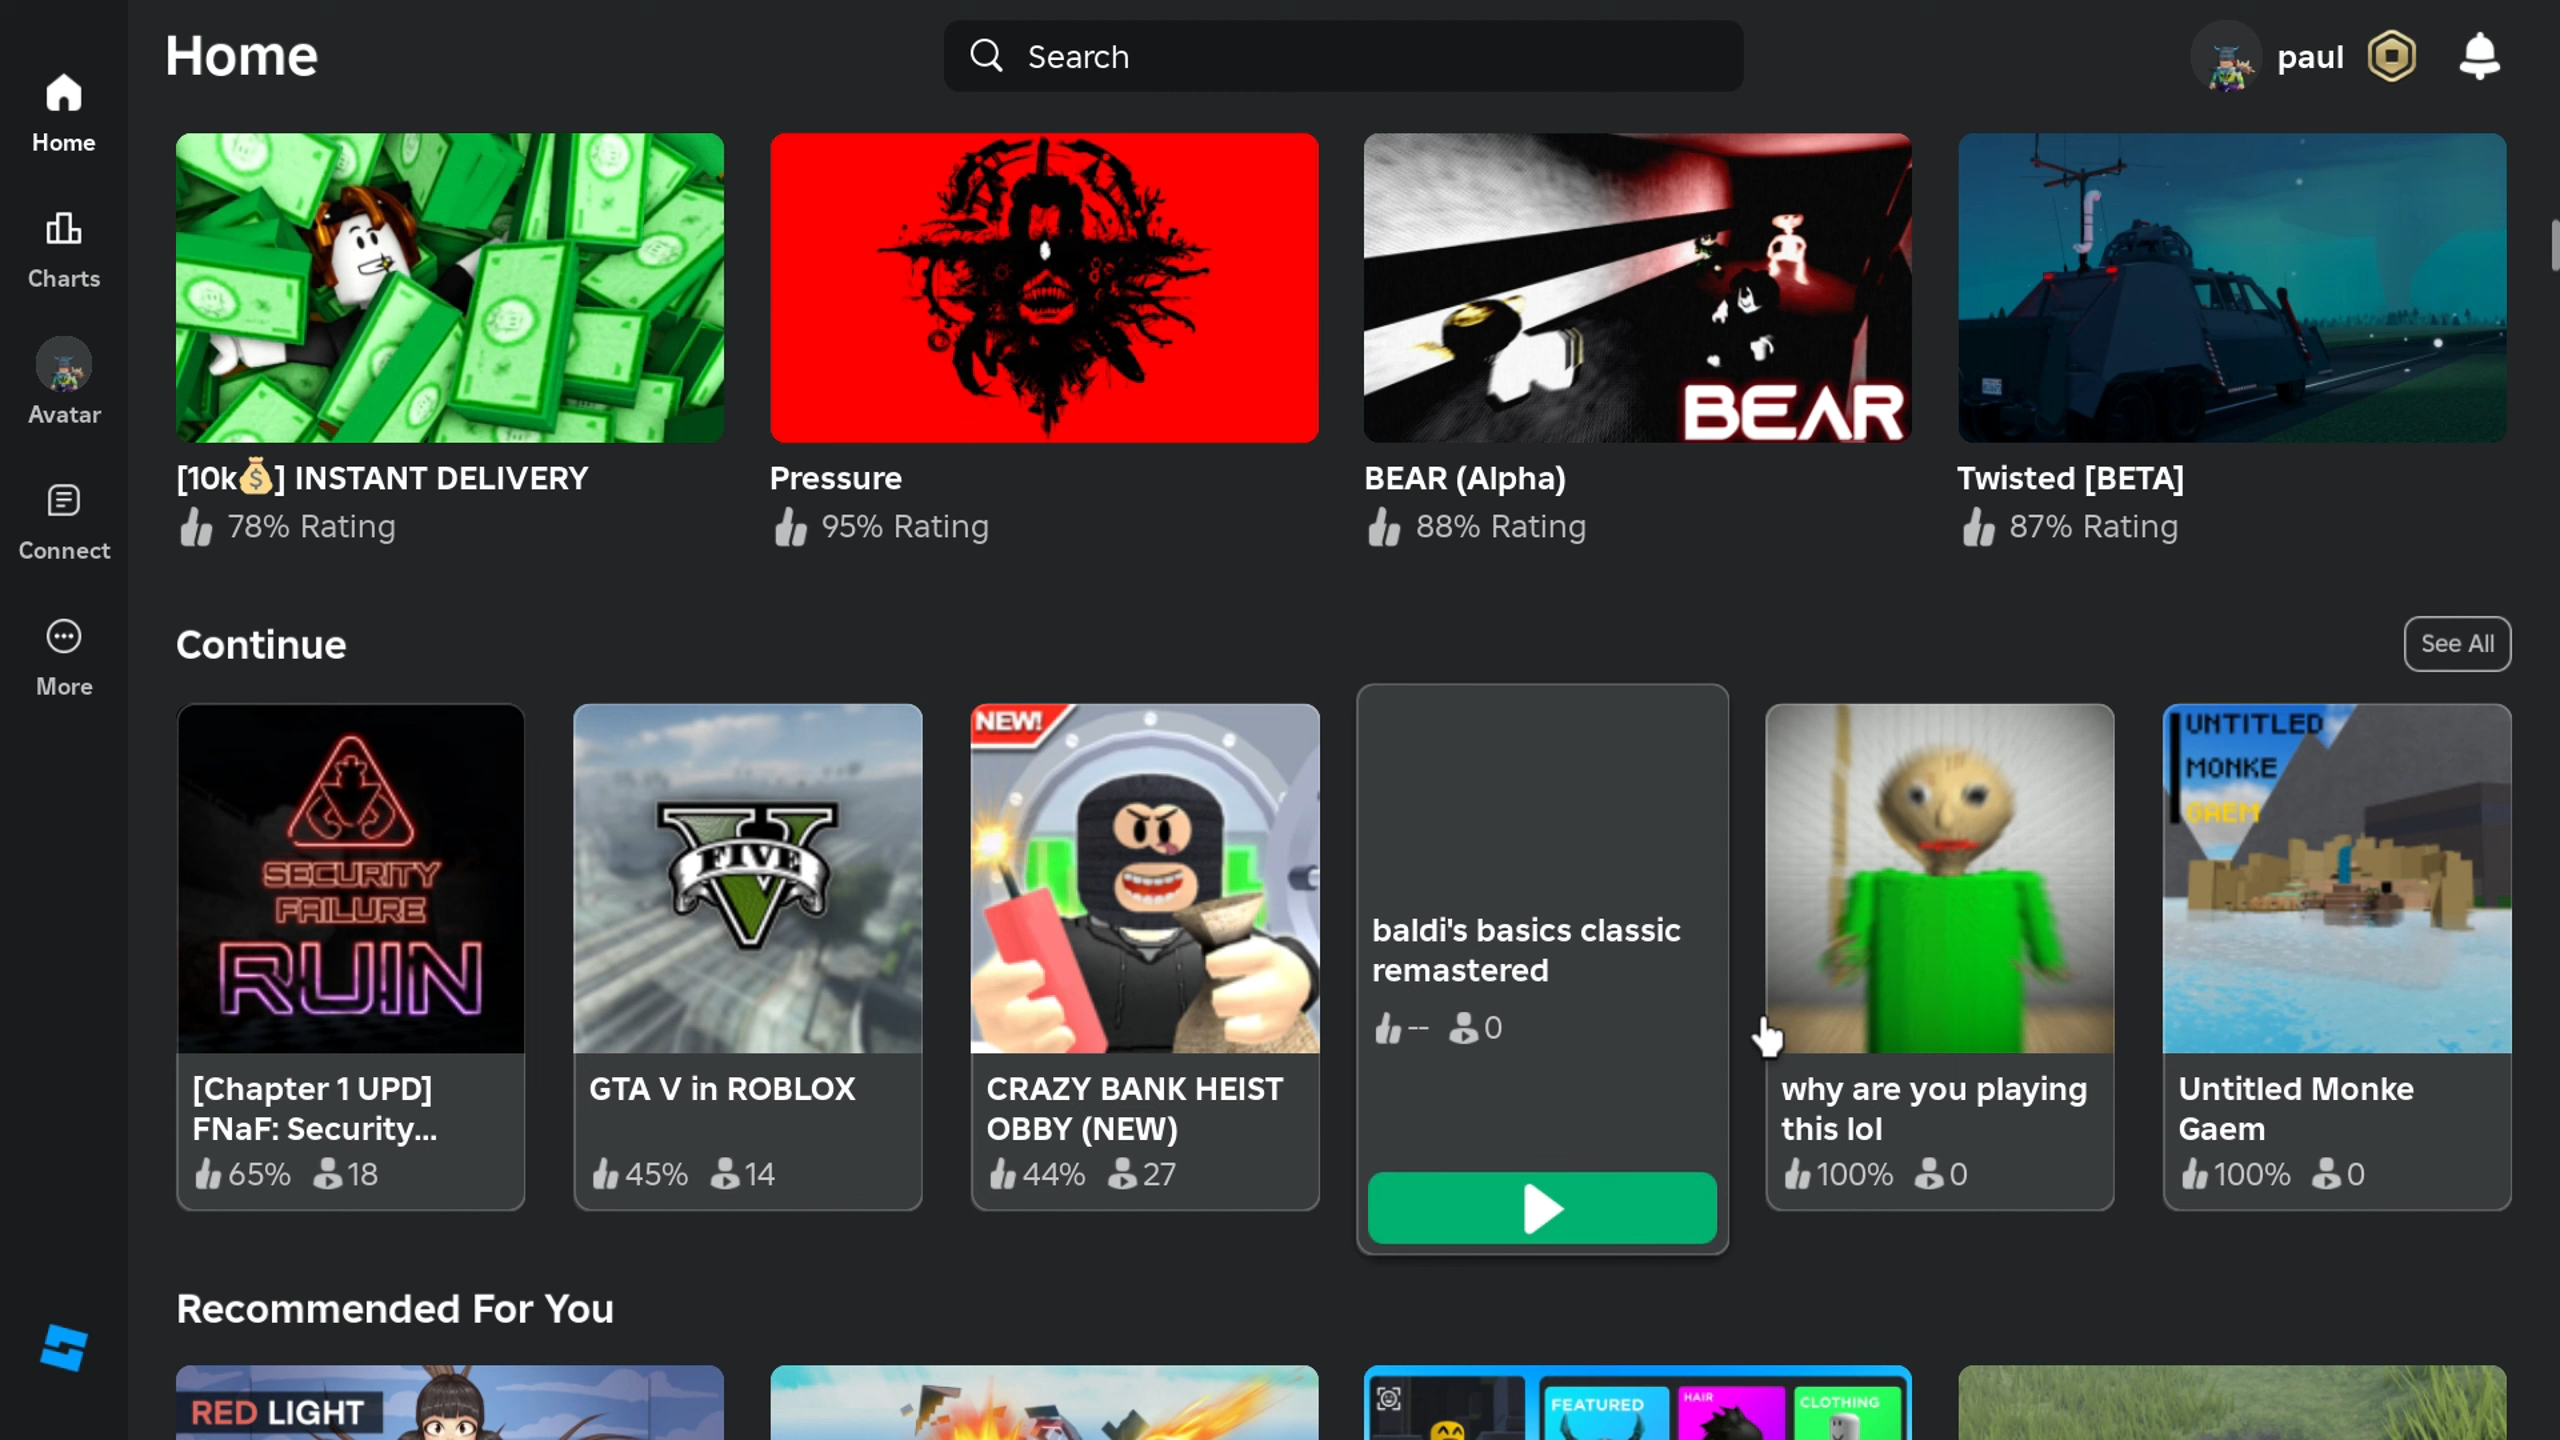 Home
Search
paul
Home
Charts
Avatar
Connect
More
BEAR
[10k💰] INSTANT DELIVERY
78% Rating
Pressure
95% Rating
BEAR (Alpha)
88% Rating
Twisted [BETA]
87% Rating
Continue
See All
SECURITY
FAILURE
RUIN
[Chapter 1 UPD]
FNaF: Security...
65% 18
V
FIVE
GTA V in ROBLOX
45% 14
NEW!
CRAZY BANK HEIST
OBBY (NEW)
44% 27
baldi's basics classic
remastered
-- 0
why are you playing
this lol
100% 0
UNTITLED
MONKE
GAEM
Untitled Monke
Gaem
100% 0
Recommended For You
RED LIGHT
FEATURED
HAIR
CLOTHING